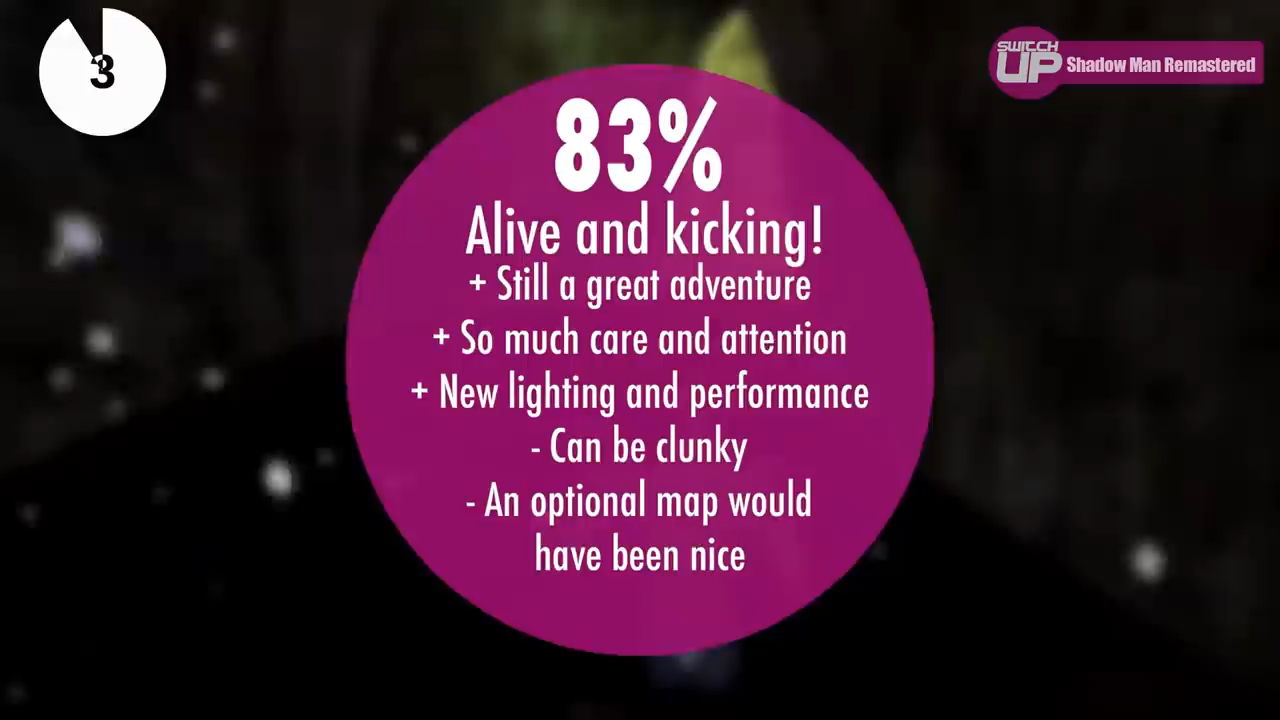 3
SWITCH
UP
Shadow Man Remastered
83%
Alive and kicking!
+ Still a great adventure
+ So much care and attention
+ New lighting and performance
- Can be clunky
- An optional map would
have been nice